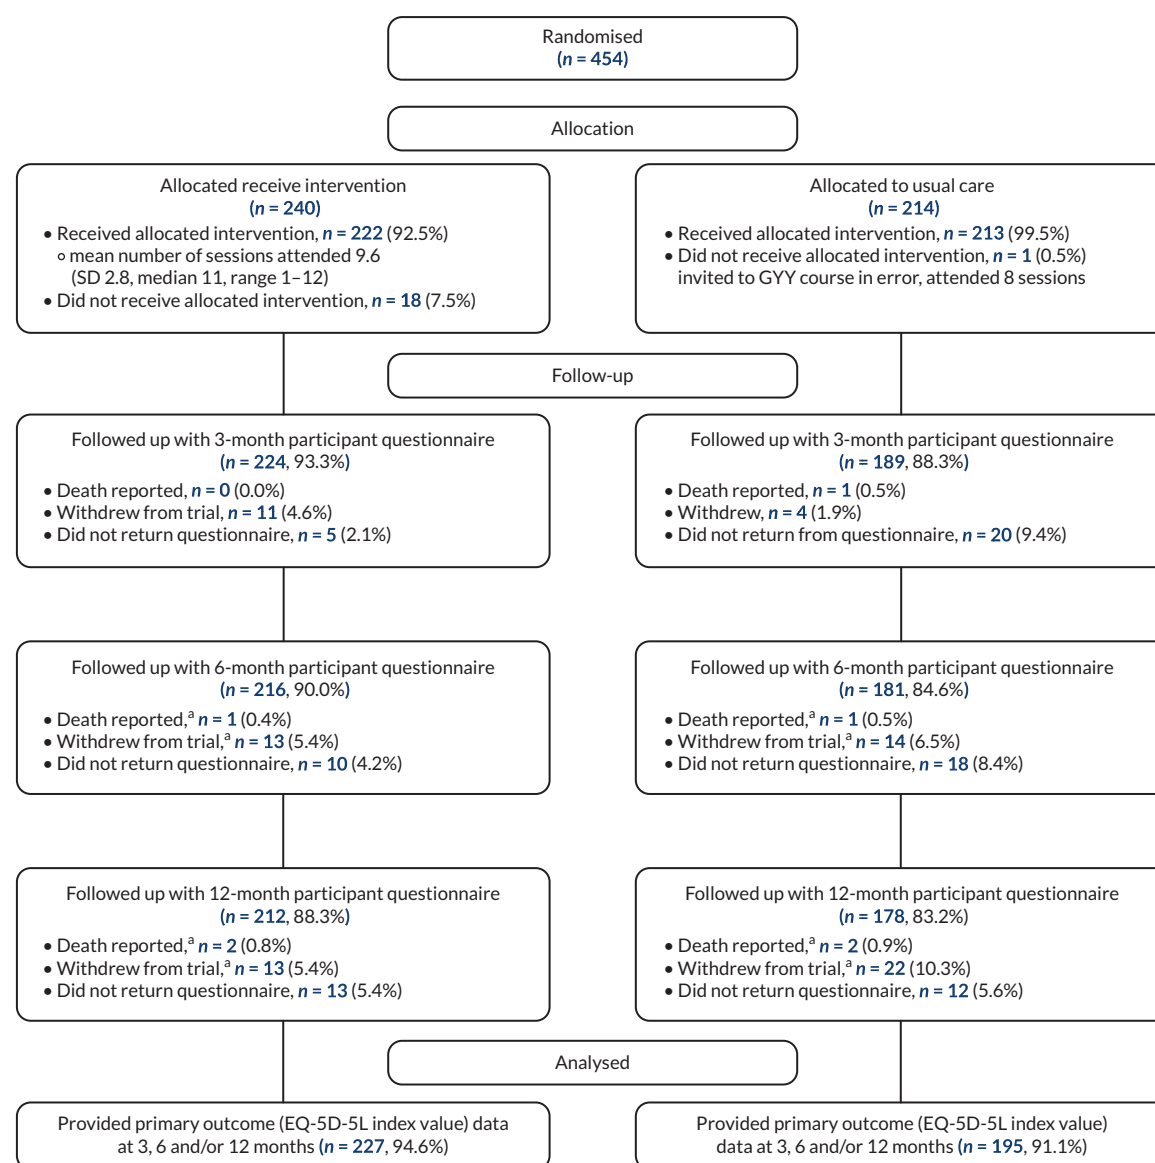 Randomised
(n = 454)
Allocation
Allocated receive intervention
(n = 240)
• Received allocated intervention, n = 222 (92.5%)
○ mean number of sessions attended 9.6
(SD 2.8, median 11, range 1–12)
• Did not receive allocated intervention, n = 18 (7.5%)
Allocated to usual care
(n = 214)
• Received allocated intervention, n = 213 (99.5%)
• Did not receive allocated intervention, n = 1 (0.5%)
invited to GYY course in error, attended 8 sessions
Follow-up
Followed up with 3-month participant questionnaire
(n = 224, 93.3%)
• Death reported, n = 0 (0.0%)
• Withdrew from trial, n = 11 (4.6%)
• Did not return questionnaire, n = 5 (2.1%)
Followed up with 3-month participant questionnaire
(n = 189, 88.3%)
• Death reported, n = 1 (0.5%)
• Withdrew, n = 4 (1.9%)
• Did not return from questionnaire, n = 20 (9.4%)
Followed up with 6-month participant questionnaire
(n = 216, 90.0%)
• Death reported,a n = 1 (0.4%)
• Withdrew from trial,a n = 13 (5.4%)
• Did not return questionnaire, n = 10 (4.2%)
Followed up with 6-month participant questionnaire
(n = 181, 84.6%)
• Death reported,a n = 1 (0.5%)
• Withdrew from trial,a n = 14 (6.5%)
• Did not return questionnaire, n = 18 (8.4%)
Followed up with 12-month participant questionnaire
(n = 212, 88.3%)
• Death reported,a n = 2 (0.8%)
• Withdrew from trial,a n = 13 (5.4%)
• Did not return questionnaire, n = 13 (5.4%)
Followed up with 12-month participant questionnaire
(n = 178, 83.2%)
• Death reported,a n = 2 (0.9%)
• Withdrew from trial,a n = 22 (10.3%)
• Did not return questionnaire, n = 12 (5.6%)
Analysed
Provided primary outcome (EQ-5D-5L index value) data
at 3, 6 and/or 12 months (n = 227, 94.6%)
Provided primary outcome (EQ-5D-5L index value)
data at 3, 6 and/or 12 months (n = 195, 91.1%)